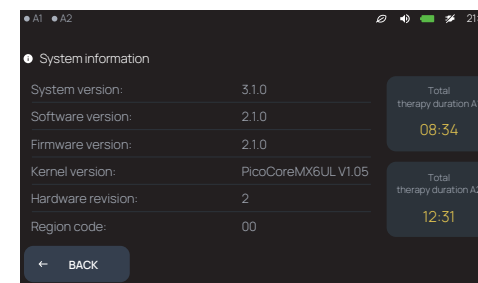 A1 A2 21:
System information
System version: 3.1.0
Software version: 2.1.0
Firmware version: 2.1.0
Kernel version: PicoCoreMX6UL V1.05
Hardware revision: 2
Region code: 00
Total
therapy duration A1
08:34
Total
therapy duration A2
12:31
← BACK